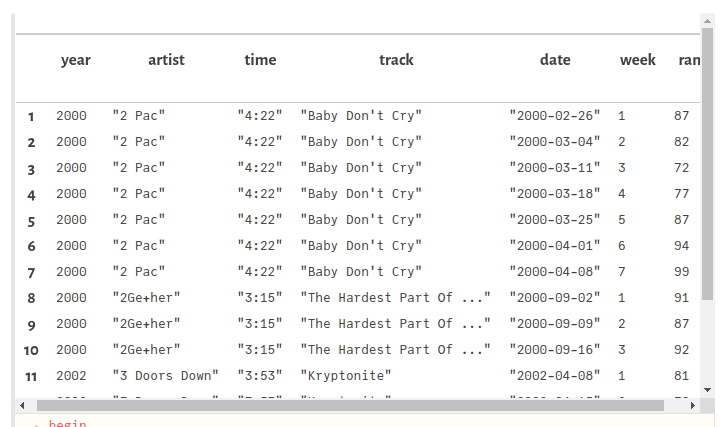 year artist time track date week ran
1 2000 "2 Pac" "4:22" "Baby Don't Cry" "2000-02-26" 1 87
2 2000 "2 Pac" "4:22" "Baby Don't Cry" "2000-03-04" 2 82
3 2000 "2 Pac" "4:22" "Baby Don't Cry" "2000-03-11" 3 72
4 2000 "2 Pac" "4:22" "Baby Don't Cry" "2000-03-18" 4 77
5 2000 "2 Pac" "4:22" "Baby Don't Cry" "2000-03-25" 5 87
6 2000 "2 Pac" "4:22" "Baby Don't Cry" "2000-04-01" 6 94
7 2000 "2 Pac" "4:22" "Baby Don't Cry" "2000-04-08" 7 99
8 2000 "2Ge+her" "3:15" "The Hardest Part Of ..." "2000-09-02" 1 91
9 2000 "2Ge+her" "3:15" "The Hardest Part Of ..." "2000-09-09" 2 87
10 2000 "2Ge+her" "3:15" "The Hardest Part Of ..." "2000-09-16" 3 92
11 2002 "3 Doors Down" "3:53" "Kryptonite" "2002-04-08" 1 81
begin